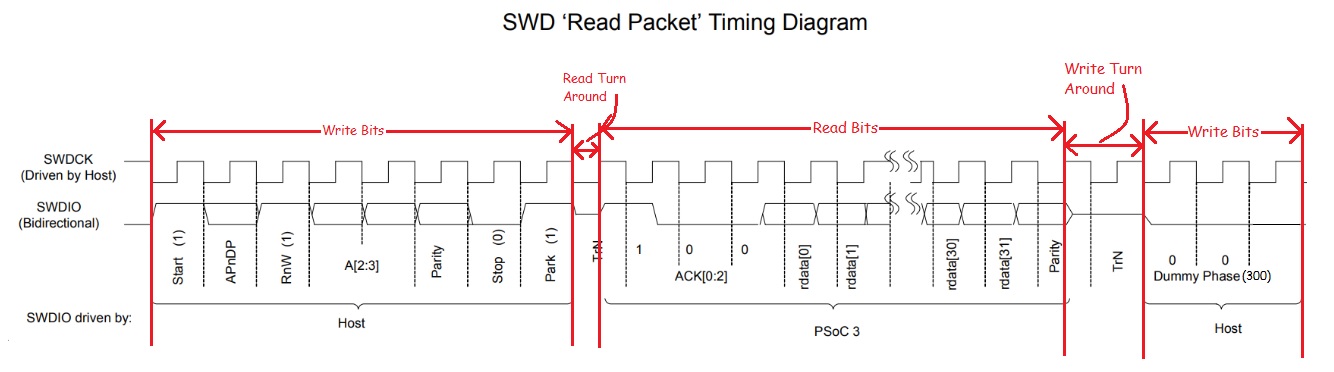 SWD ‘Read Packet’ Timing Diagram
Read Turn
Around
Write Turn
Around
Write Bits
Read Bits
Write Bits
SWDCK
(Driven by Host)
SWDIO
(Bidirectional)
Start (1)
APnDP
RnW (1)
A[2:3]
Parity
Stop (0)
Park (1)
TrN
1
0
0
ACK[0:2]
rdata[0]
rdata[1]
rdata[30]
rdata[31]
Parity
TrN
0
0
Dummy Phase (300)
SWDIO driven by:
Host
PSoC 3
Host